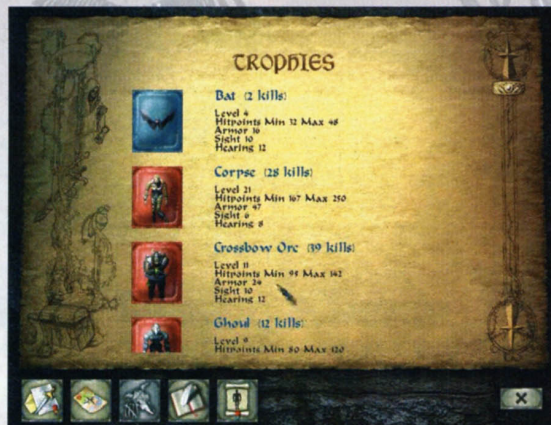 TROPHIES
Bat (2 kills)
Level 4
Hitpoints Min 32 Max 48
Armor 16
Sight 10
Hearing 12
Corpse (28 kills)
Level 21
Hitpoints Min 167 Max 250
Armor 47
Sight 6
Hearing 8
Crossbow Orc (39 kills)
Level 11
Hitpoints Min 95 Max 142
Armor 24
Sight 10
Hearing 12
Ghoul (12 kills)
Level 9
Hitpoints Min 80 Max 120
X